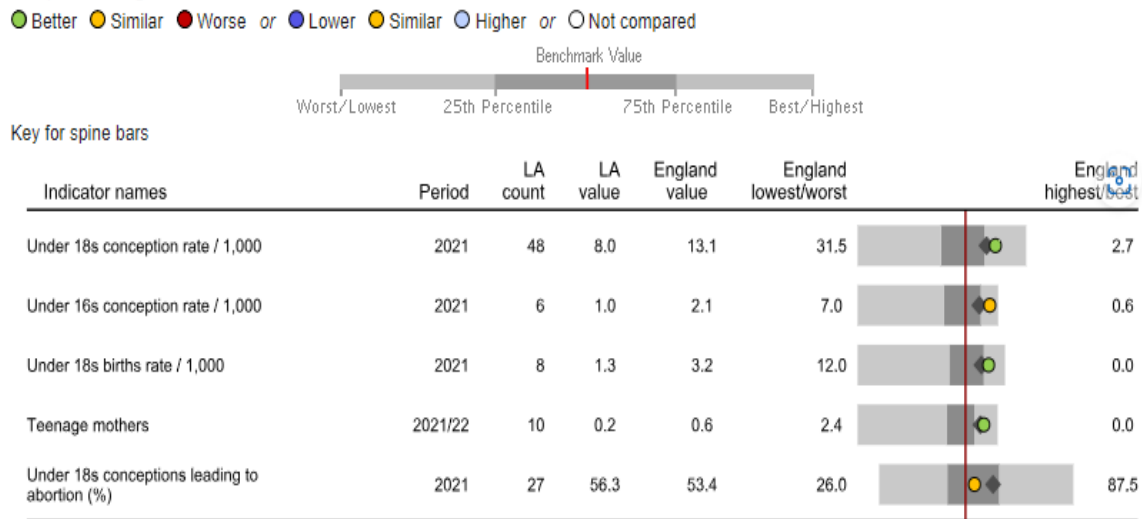 Better Similar Worse or Lower Similar Higher or Not compared
Benchmark Value
Worst/Lowest 25th Percentile 75th Percentile Best/Highest
Key for spine bars
LA LA England England England
Indicator names Period count value value lowest/worst highest/best
Under 18s conception rate / 1,000 2021 48 8.0 13.1 31.5 2.7
Under 16s conception rate / 1,000 2021 6 1.0 2.1 7.0 0.6
Under 18s births rate / 1,000 2021 8 1.3 3.2 12.0 0.0
Teenage mothers 2021/22 10 0.2 0.6 2.4 0.0
Under 18s conceptions leading to
abortion (%) 2021 27 56.3 53.4 26.0 87.5